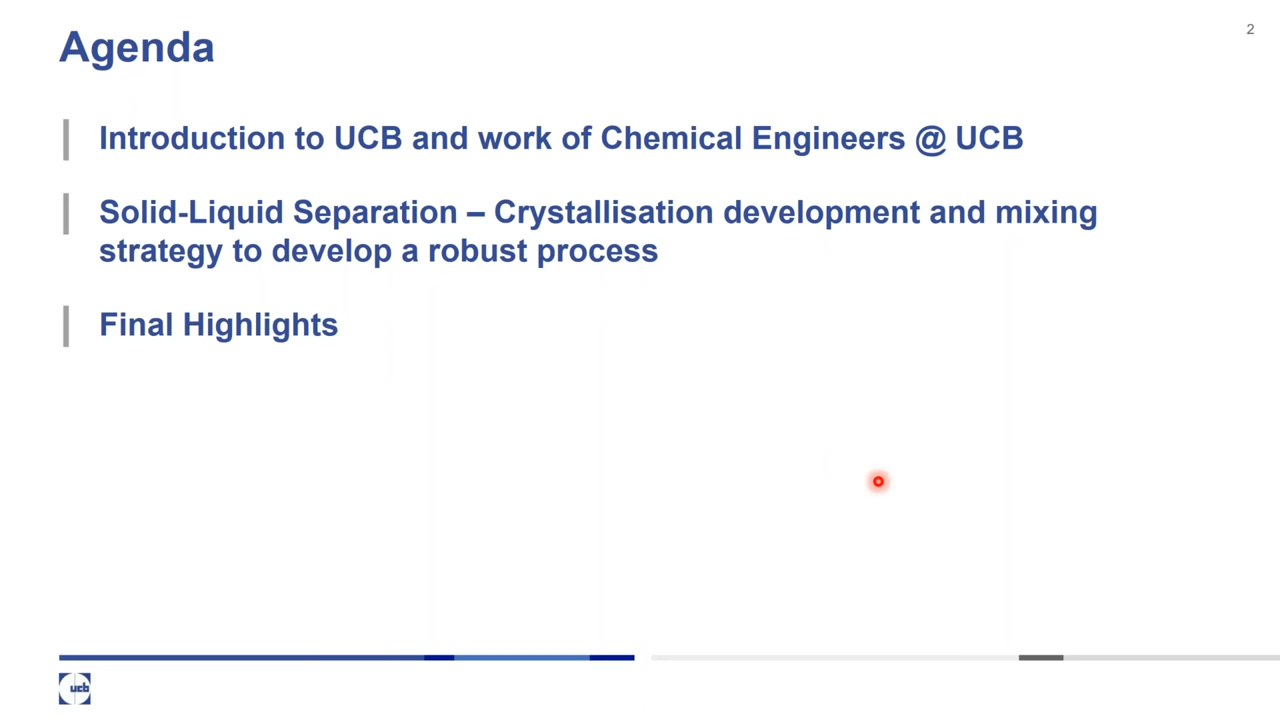 2
Agenda
Introduction to UCB and work of Chemical Engineers @ UCB
Solid-Liquid Separation – Crystallisation development and mixing
strategy to develop a robust process
Final Highlights
ucb